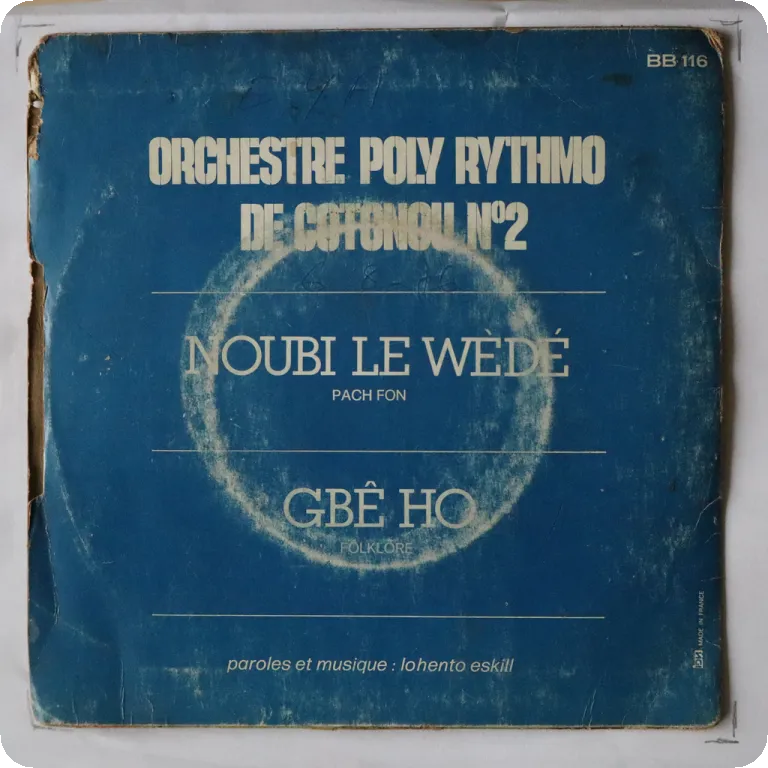 BB 116
ORCHESTRE POLY RYTHMO
DE COTONOU Nº2
NOUBI LE WÈDÉ
PACH FON
GBÊ HO
FOLKLORE
paroles et musique : lohento eskill
MADE IN FRANCE